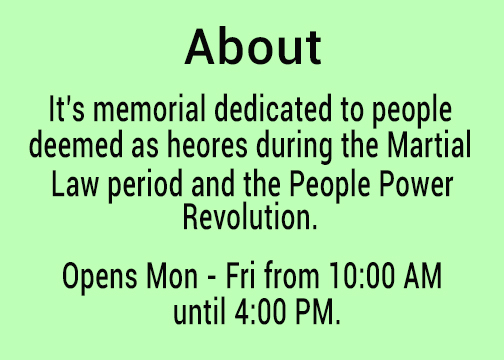 About
It's memorial dedicated to people
deemed as heores during the Martial
Law period and the People Power
Revolution.
Opens Mon - Fri from 10:00 AM
until 4:00 PM.